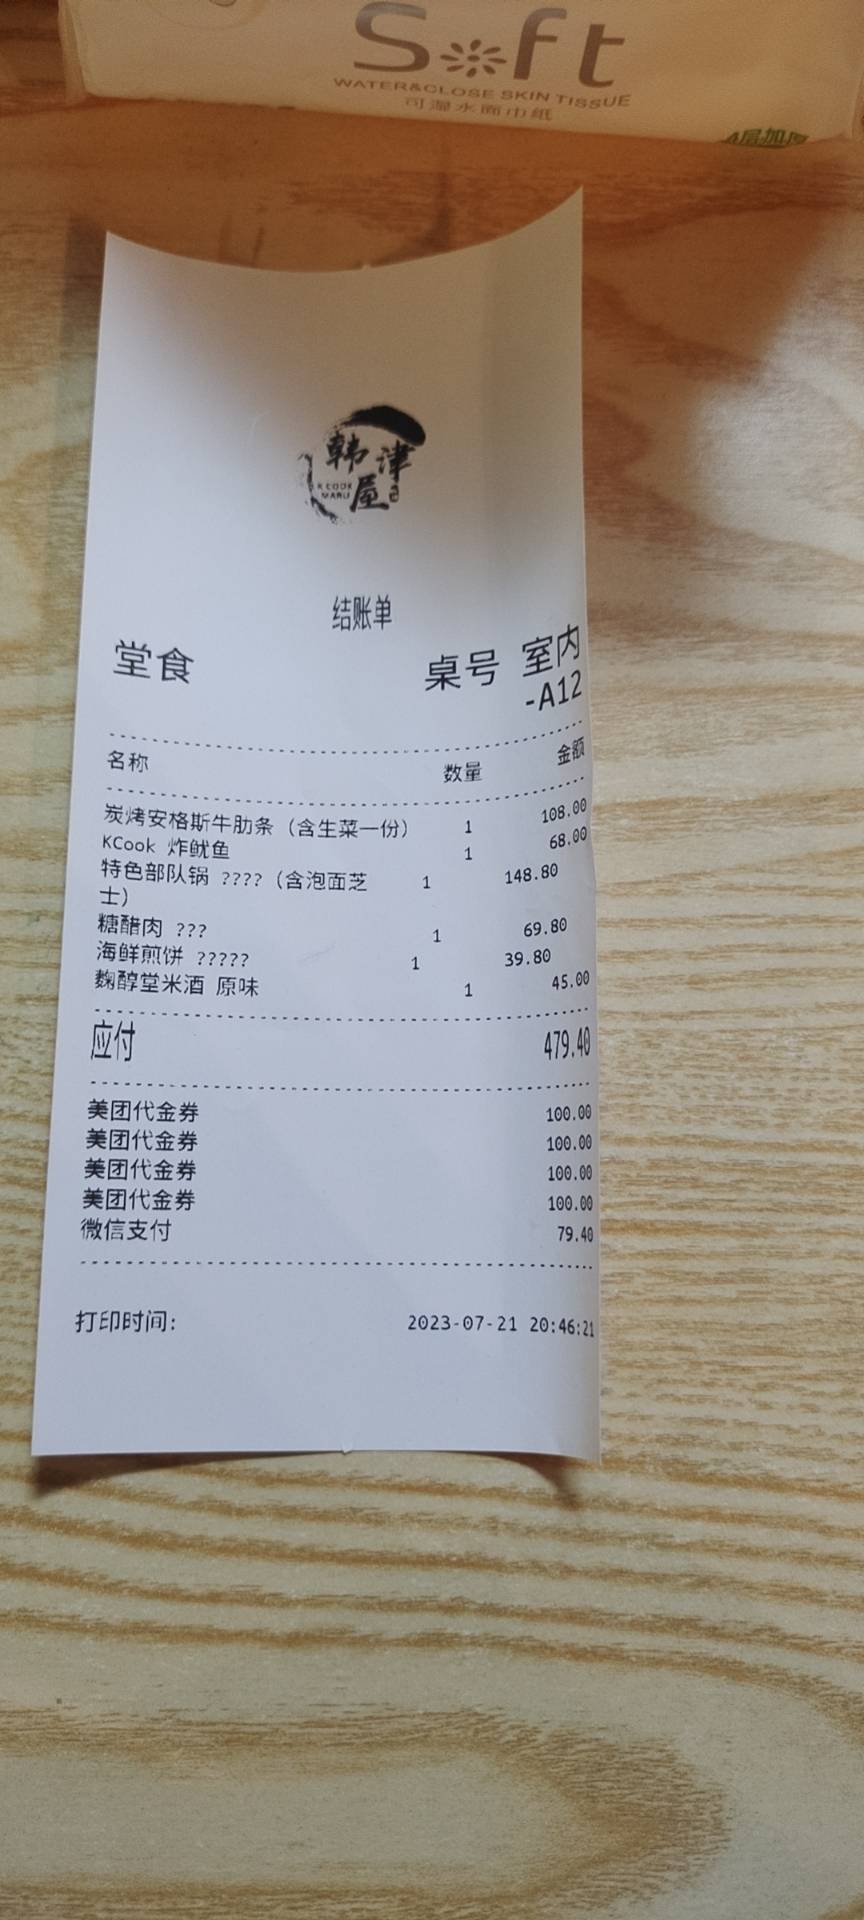 Soft
WATER&CLOSE SKIN TISSUE
可湿水面巾纸
4层加厚
韩津
屋
K COOK
MARU
结账单
堂食 桌号 室内
-A12
名称 数量 金额
炭烤安格斯牛肋条（含生菜一份） 1 108.00
KCook 炸鱿鱼 1 68.00
特色部队锅 ????（含泡面芝 1 148.80
士）
糖醋肉 ??? 1 69.80
海鲜煎饼 ????? 1 39.80
麴醇堂米酒 原味 1 45.00
应付 479.40
美团代金券 100.00
美团代金券 100.00
美团代金券 100.00
美团代金券 100.00
微信支付 79.40
打印时间: 2023-07-21 20:46:21